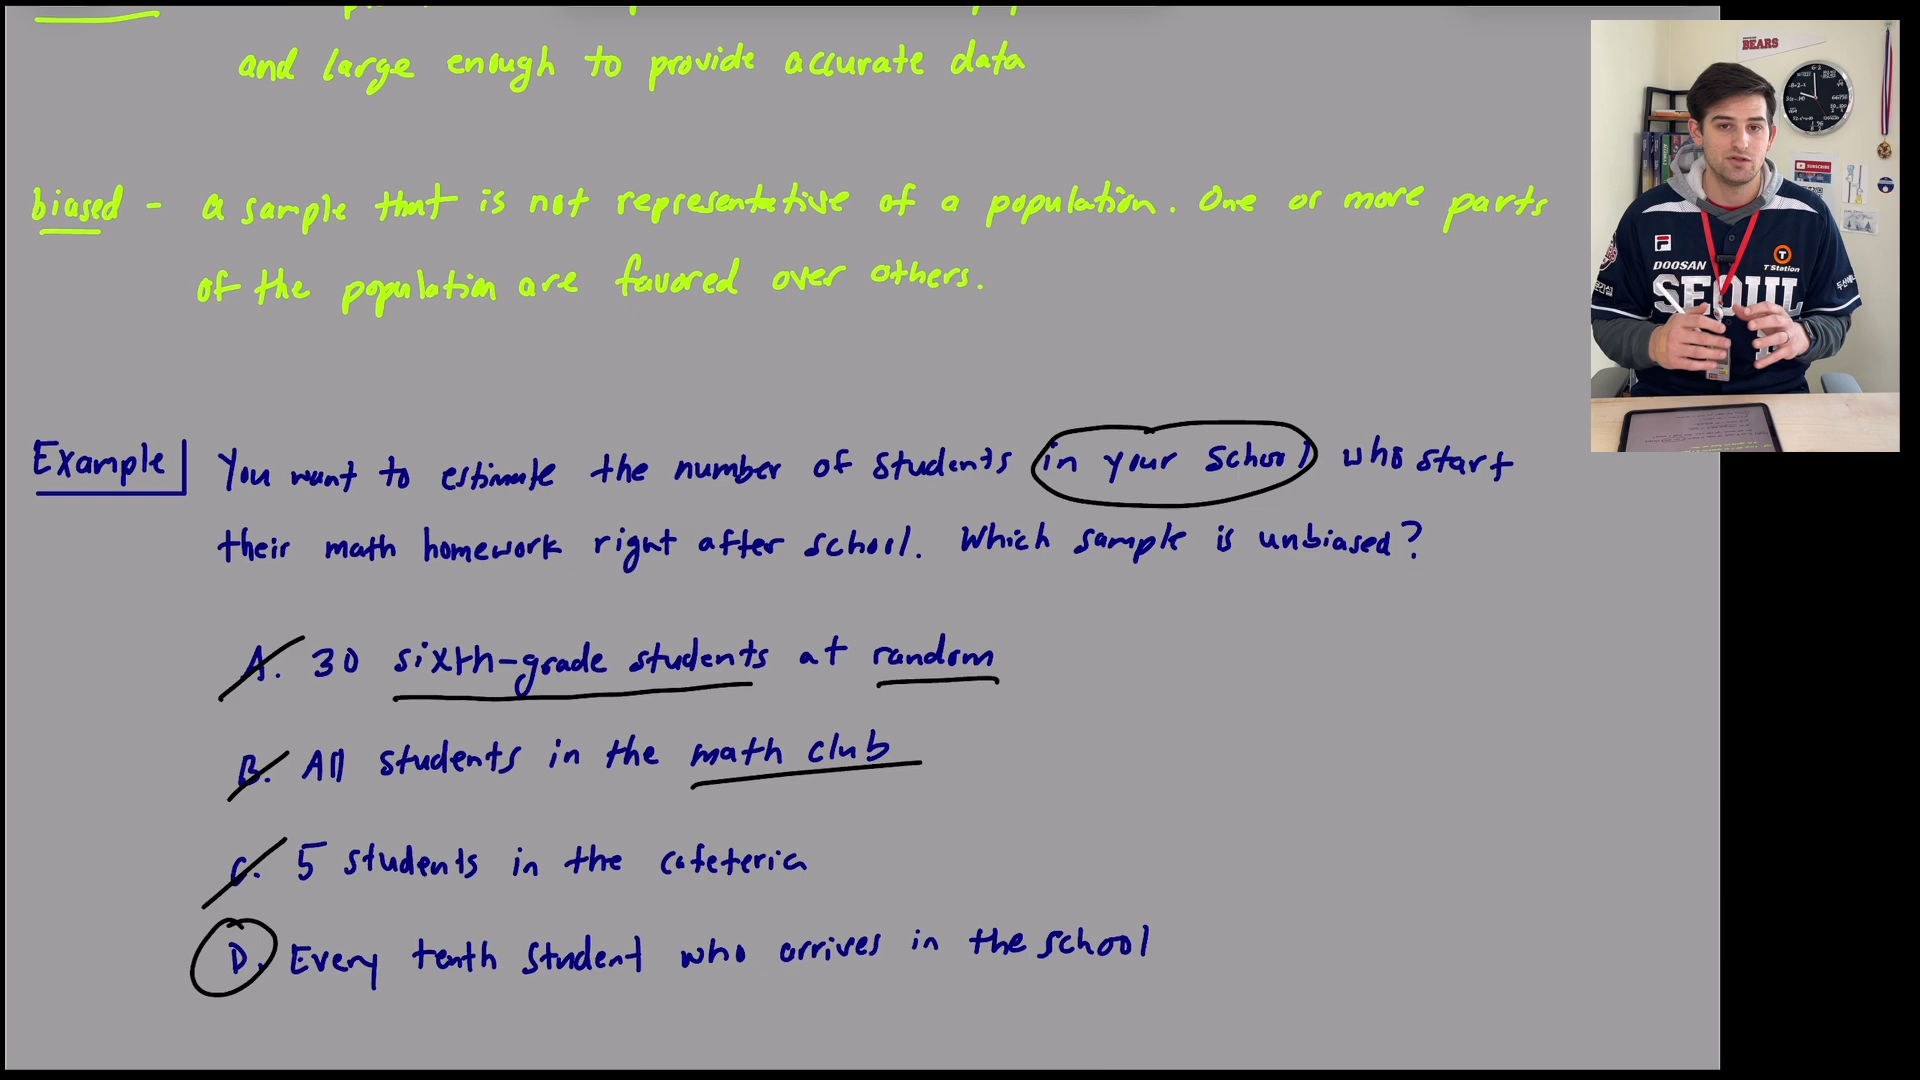 and large enough to provide accurate data
biased - a sample that is not representative of a population. One or more parts
of the population are favored over others.
Example
You want to estimate the number of students in your school who start
their math homework right after school. Which sample is unbiased?
A. 30 sixth-grade students at random
B. All students in the math club
C. 5 students in the cafeteria
D. Every tenth student who arrives in the school
BEARS
SUBSCRIBE
DOOSAN
T Station
SEOUL